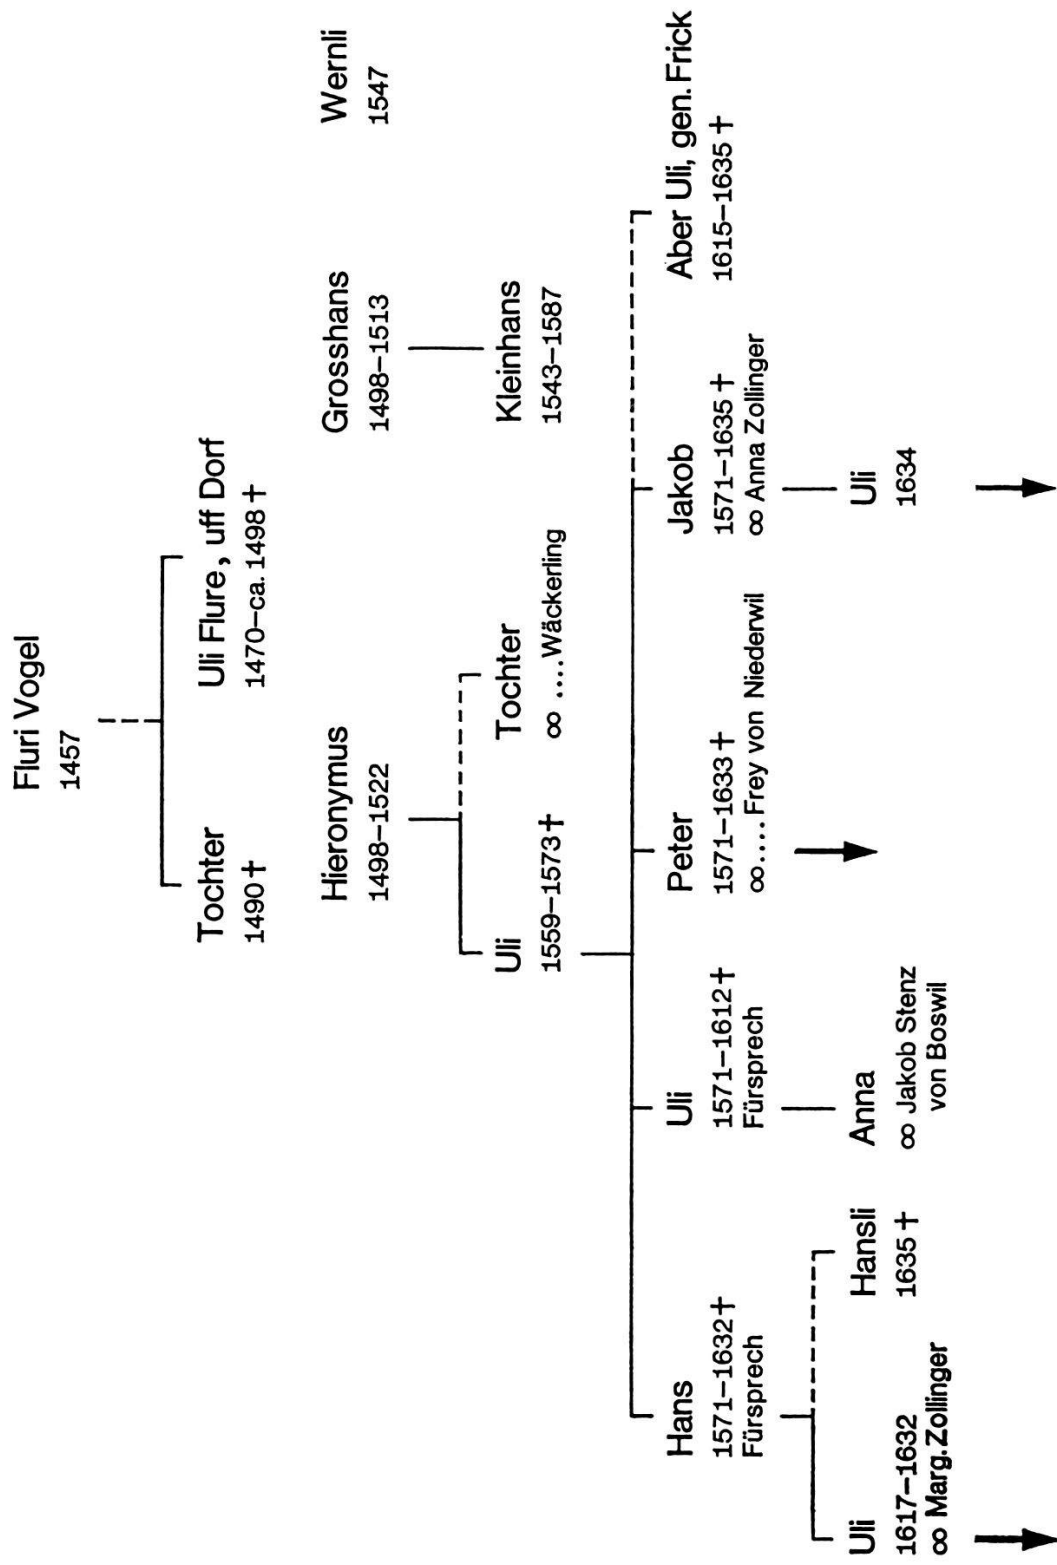 Fluri Vogel
1457
Tochter
1490†
Uli Flure, uff Dorf
1470–ca. 1498†
Hieronymus
1498–1522
Grosshans
1498–1513
Wernli
1547
Uli
1559–1573†
Tochter
∞ ....Wäckerling
Kleinhans
1543–1587
Hans
1571–1632†
Fürsprech
Uli
1571–1612†
Fürsprech
Peter
1571–1633†
∞.....Frey von Niederwil
Jakob
1571–1635†
∞ Anna Zollinger
Aber Uli, gen. Frick
1615–1635†
Uli
1617–1632
∞ Marg. Zollinger
Hansli
1635†
Anna
∞ Jakob Stenz
von Boswil
Uli
1634